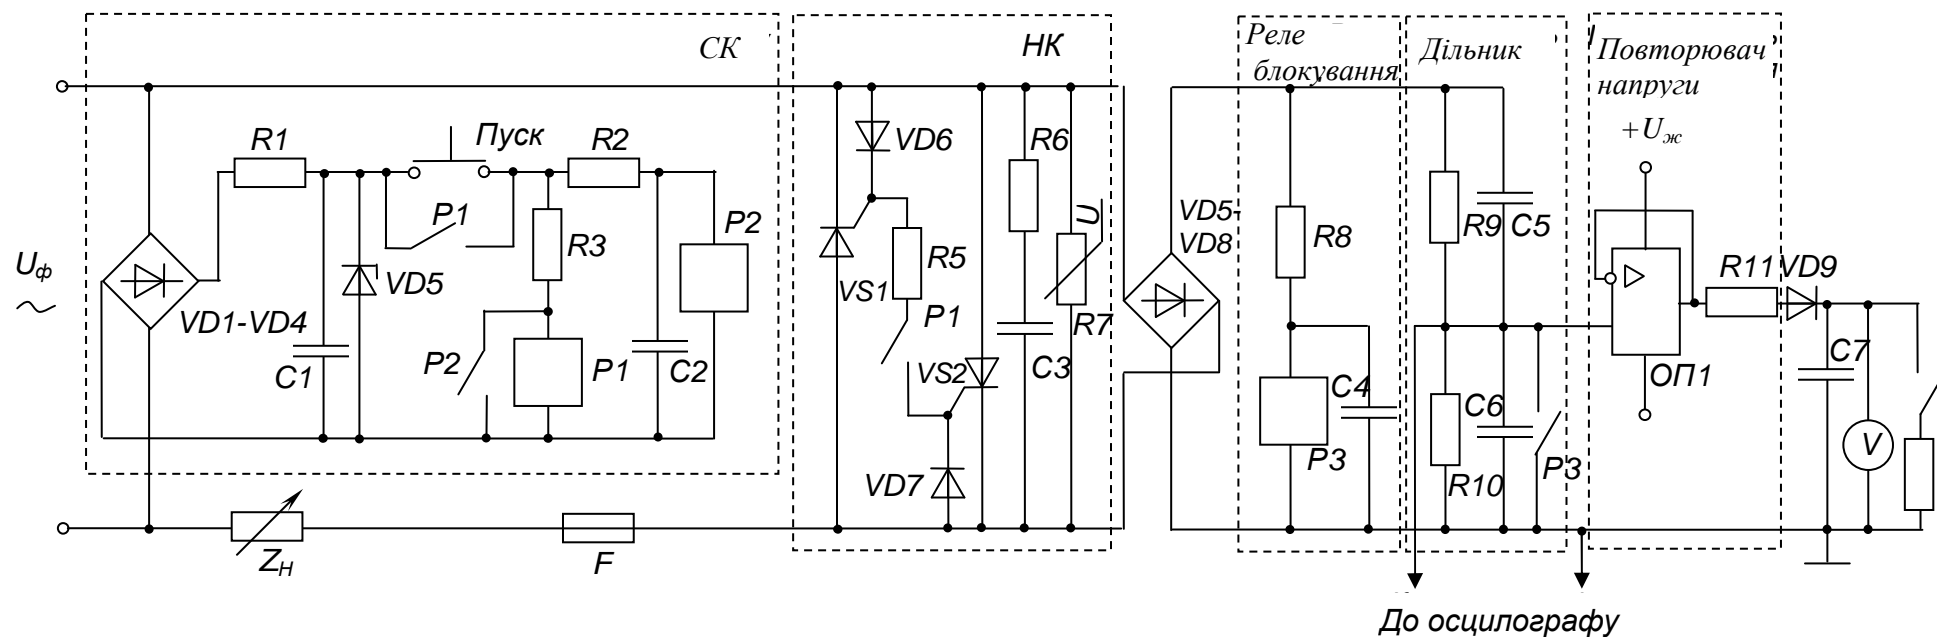 СК
НК
Реле
блокування
Дільник
Повторювач
напруги
+Uж
Uф
R1
Пуск
R2
P1
R3
P2
VD5
VD1-VD4
C1
P2
P1
C2
ZН
F
VD6
R6
U
VS1
R5
P1
R7
VS2
C3
VD7
VD5-
VD8
R8
C4
P3
R9
C5
C6
R10
P3
R11
VD9
ОП1
C7
V
До осцилографу